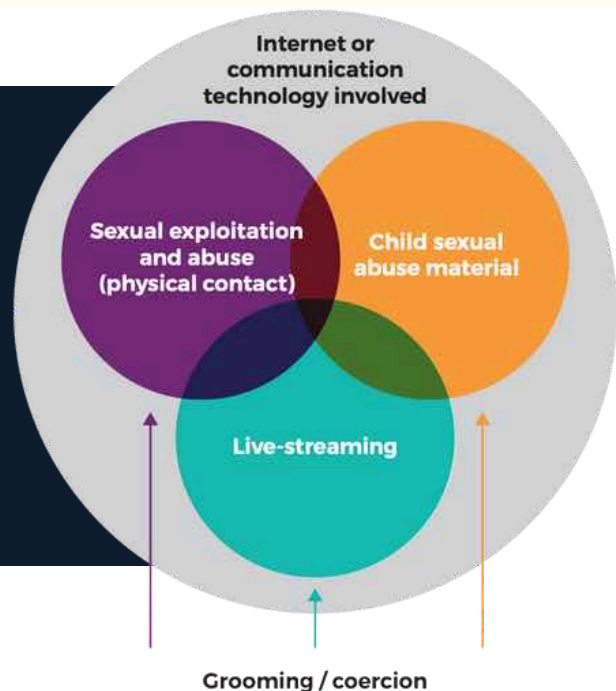 Internet or
communication
technology involved
Sexual exploitation
and abuse
(physical contact)
Child sexual
abuse material
Live-streaming
Grooming / coercion